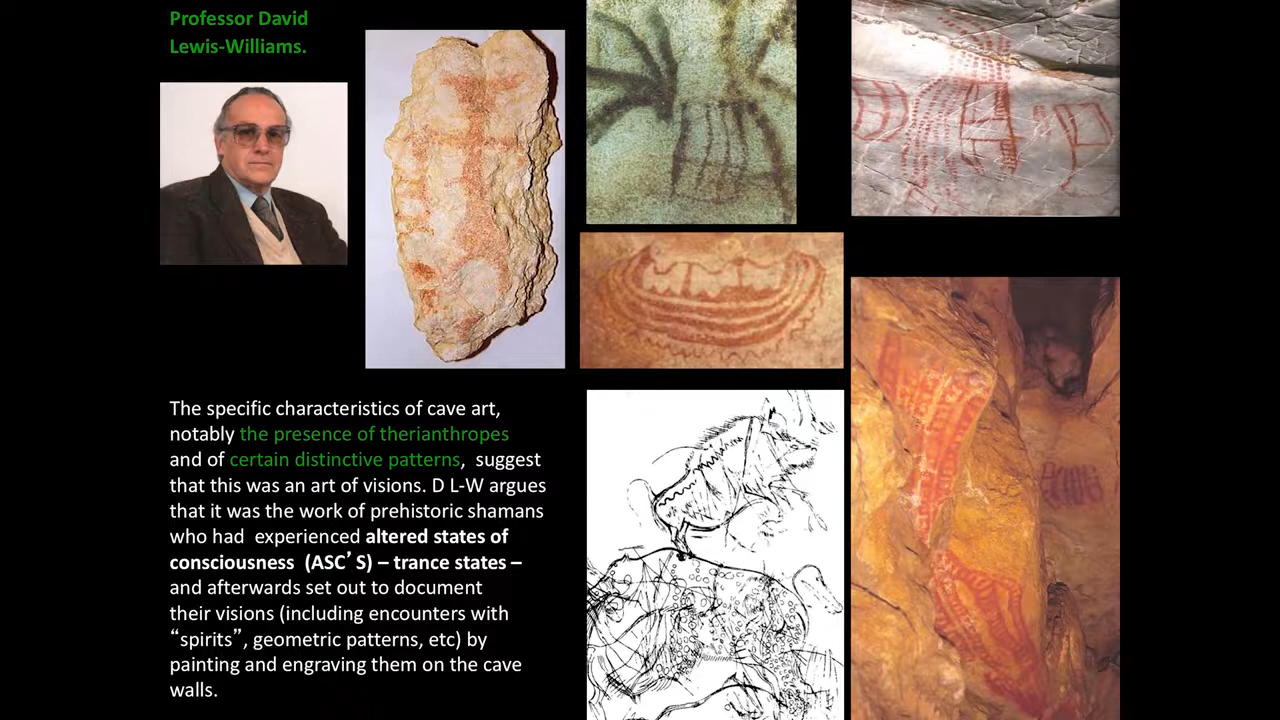 Professor David
Lewis-Williams.
The specific characteristics of cave art,
notably the presence of therianthropes
and of certain distinctive patterns,  suggest
that this was an art of visions. D L-W argues
that it was the work of prehistoric shamans
who had  experienced altered states of
consciousness  (ASC’S) – trance states –
and afterwards set out to document
their visions (including encounters with
“spirits”, geometric patterns, etc) by
painting and engraving them on the cave
walls.